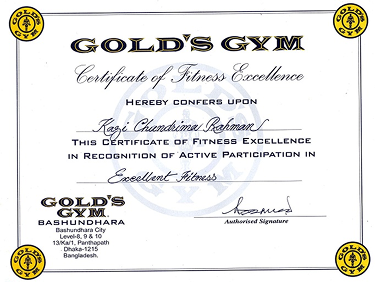 GOLD'S GYM
Certificate of Fitness Excellence
HEREBY CONFERS UPON
Kazi Chundrima Rahman
THIS CERTIFICATE OF FITNESS EXCELLENCE
IN RECOGNITION OF ACTIVE PARTICIPATION IN
Excellent Fitness
GOLD'S
GYM
BASHUNDHARA
Bashundhara City
Level-8, 9 & 10
13/Ka/1, Panthapath
Dhaka-1215
Bangladesh.
Authorised Signature
GOLD'S GYM
GOLD'S GYM
GOLD'S GYM
GOLD'S GYM